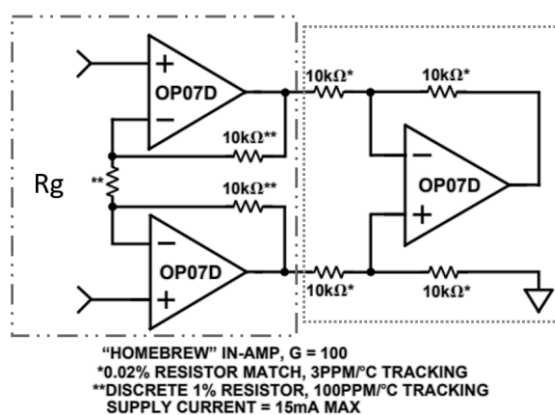 10kΩ*
10kΩ*
+
OP07D
−
10kΩ**
Rg
**
10kΩ**
−
OP07D
+
−
OP07D
+
10kΩ*
10kΩ*
"HOMEBREW" IN-AMP, G = 100
*0.02% RESISTOR MATCH, 3PPM/°C TRACKING
**DISCRETE 1% RESISTOR, 100PPM/°C TRACKING
SUPPLY CURRENT = 15mA MAX